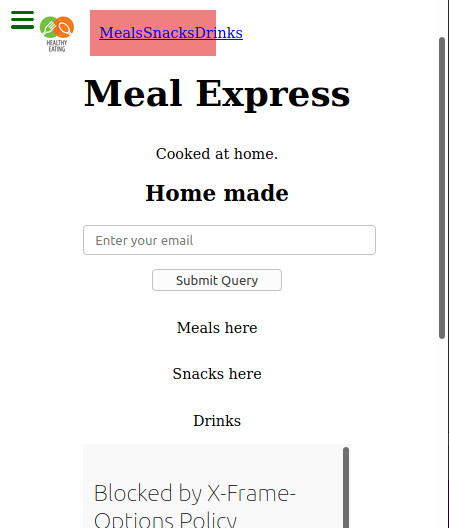 MealsSnacksDrinks
HEALTHY
EATING
Meal Express
Cooked at home.
Home made
Enter your email
Submit Query
Meals here
Snacks here
Drinks
Blocked by X-Frame-
Options Policy